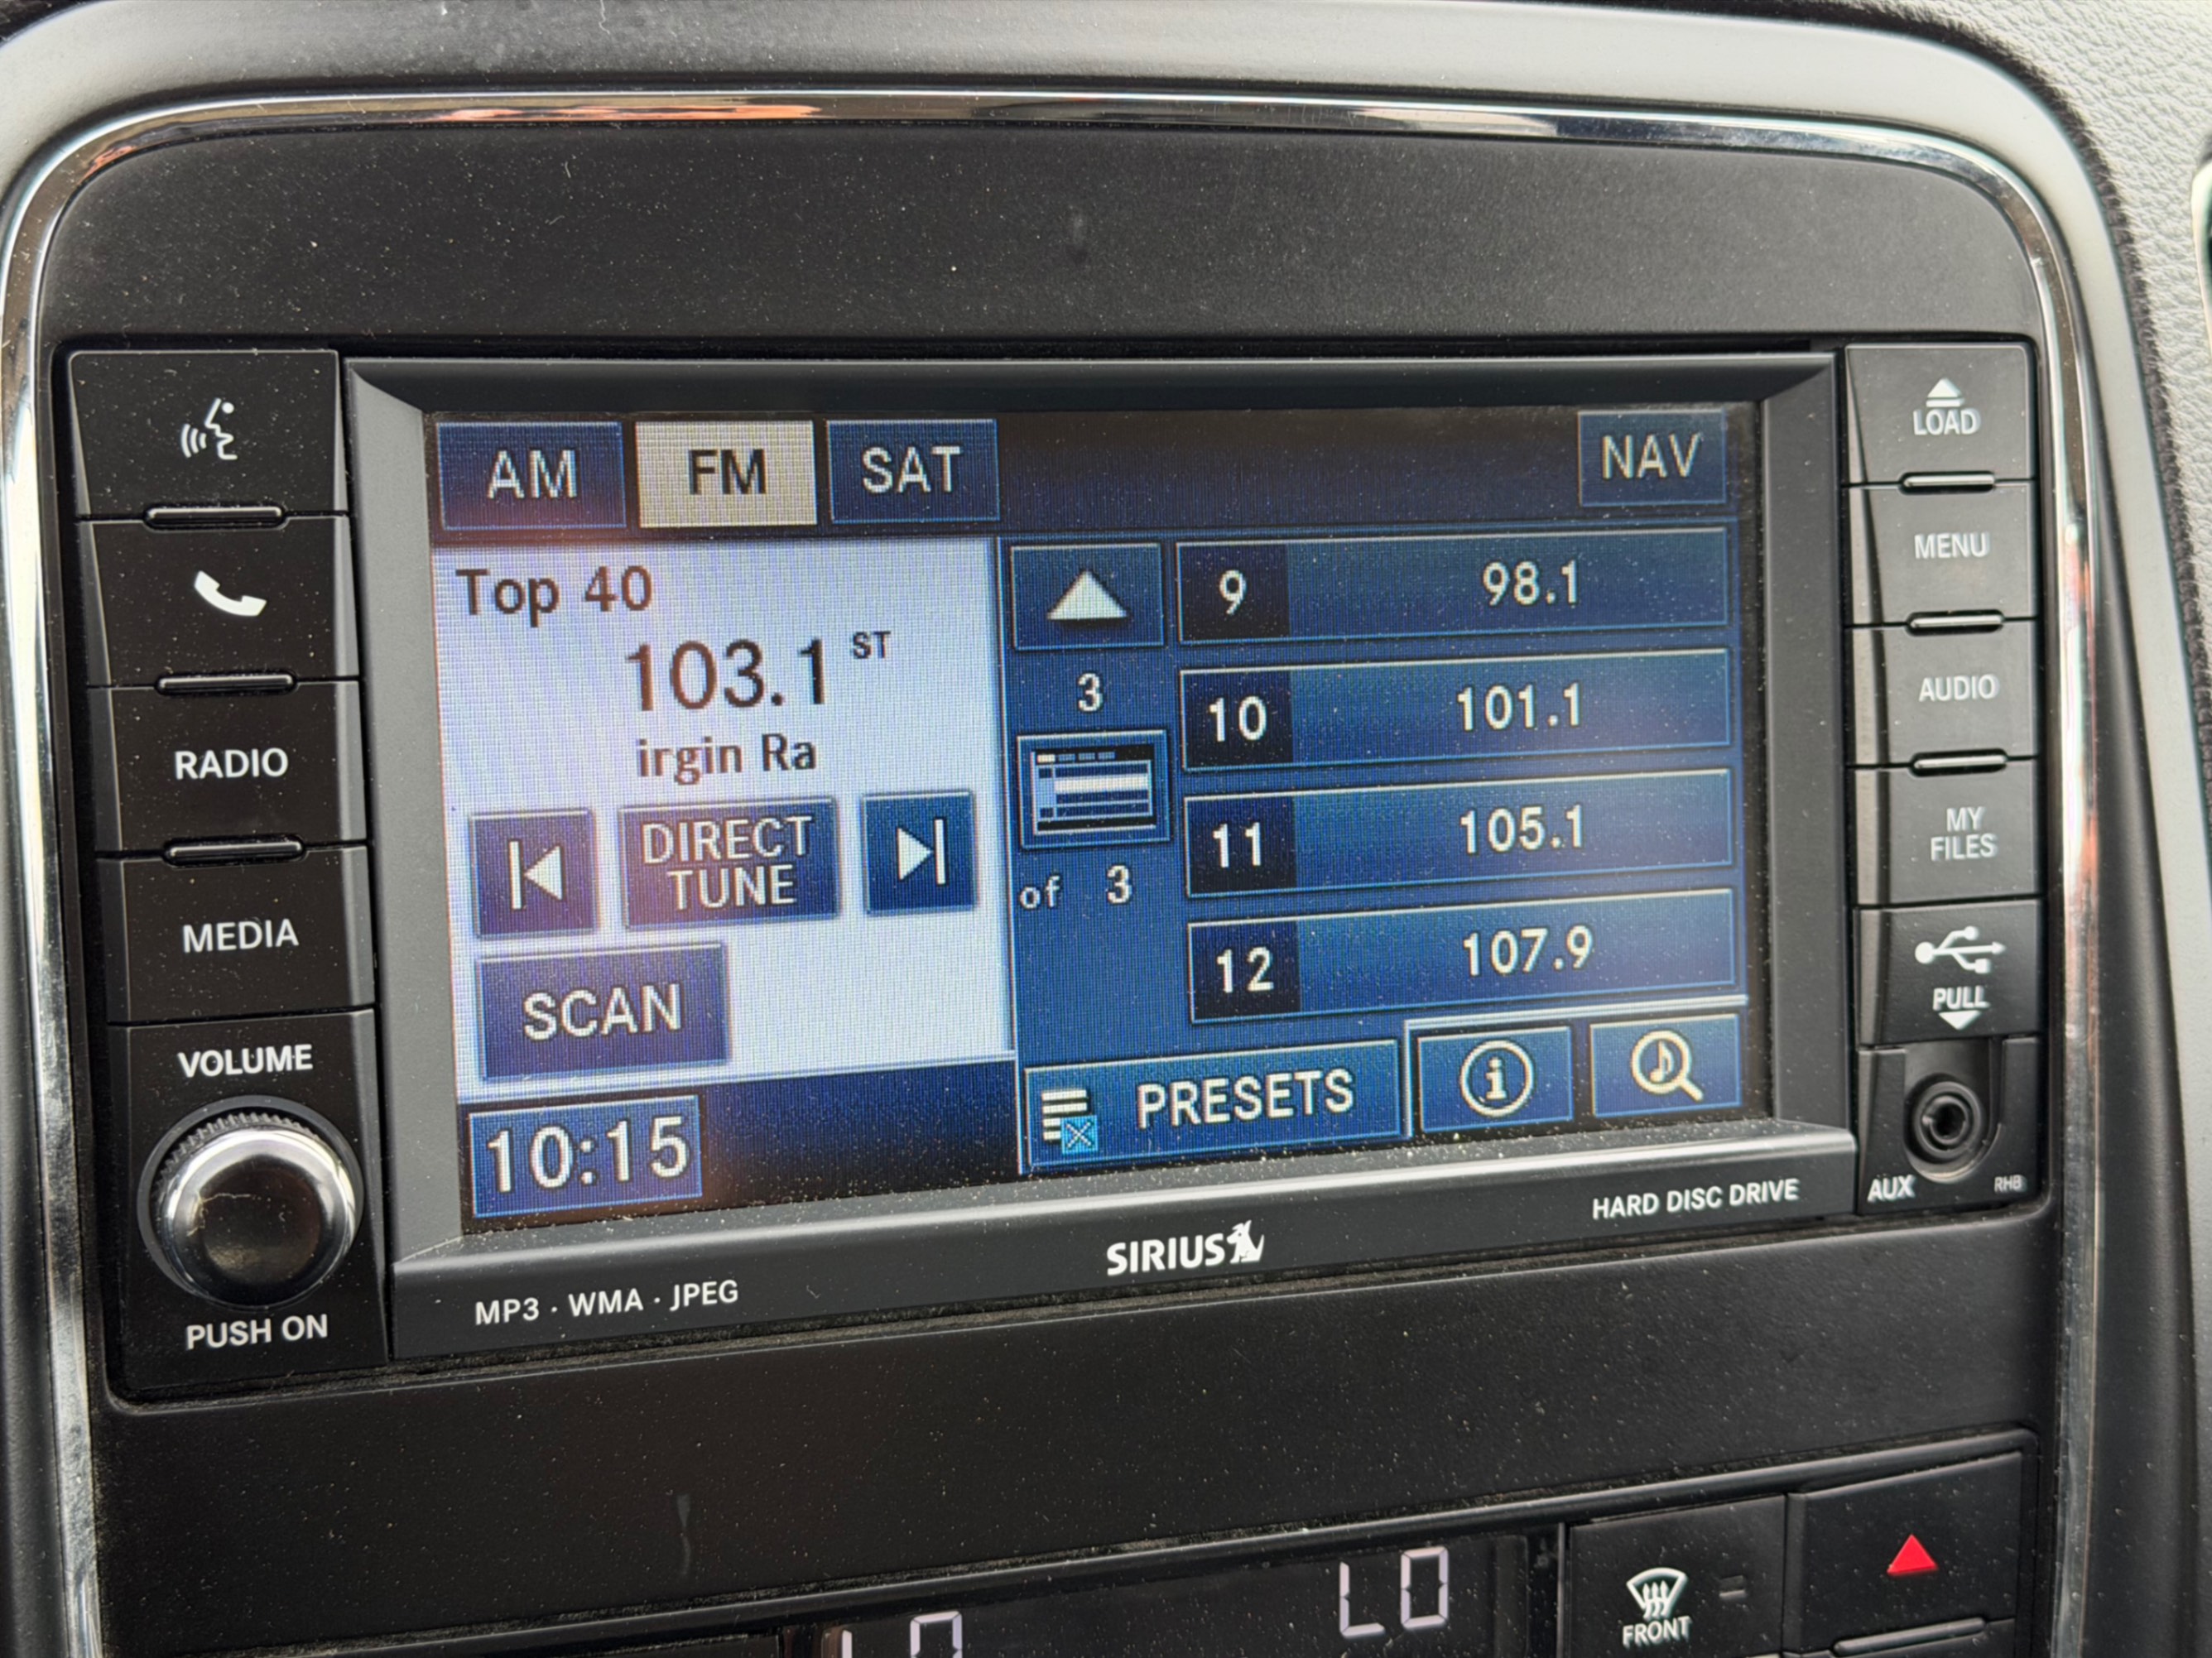 AM FM SAT NAV
Top 40
103.1 ST
irgin Ra
DIRECT
TUNE
SCAN
10:15
3
of 3
9 98.1
10 101.1
11 105.1
12 107.9
PRESETS
i
RADIO
MEDIA
VOLUME
PUSH ON
LOAD
MENU
AUDIO
MY
FILES
PULL
AUX RHB
MP3 · WMA · JPEG
SIRIUS
HARD DISC DRIVE
LO
LO
FRONT